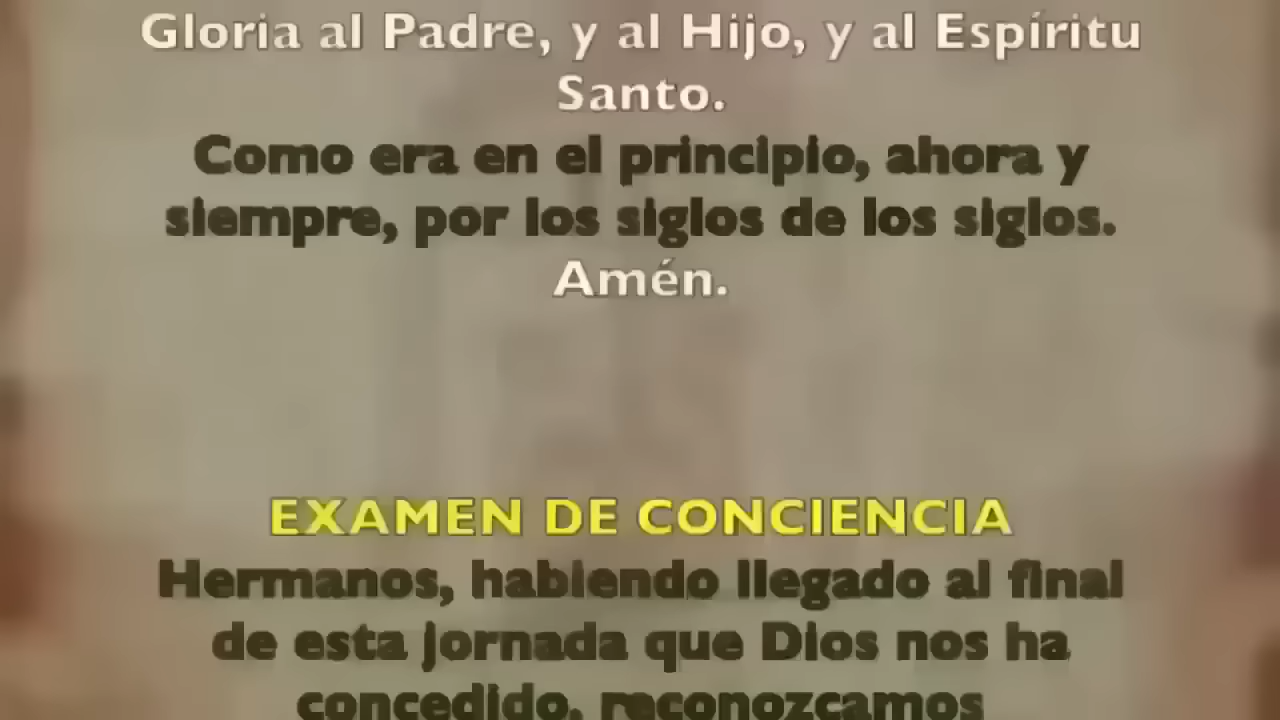 Gloria al Padre, y al Hijo, y al Espíritu
Santo.
Como era en el principio, ahora y
siempre, por los siglos de los siglos.
Amén.
EXAMEN DE CONCIENCIA
Hermanos, habiendo llegado al final
de esta jornada que Dios nos ha
concedido, reconozcamos